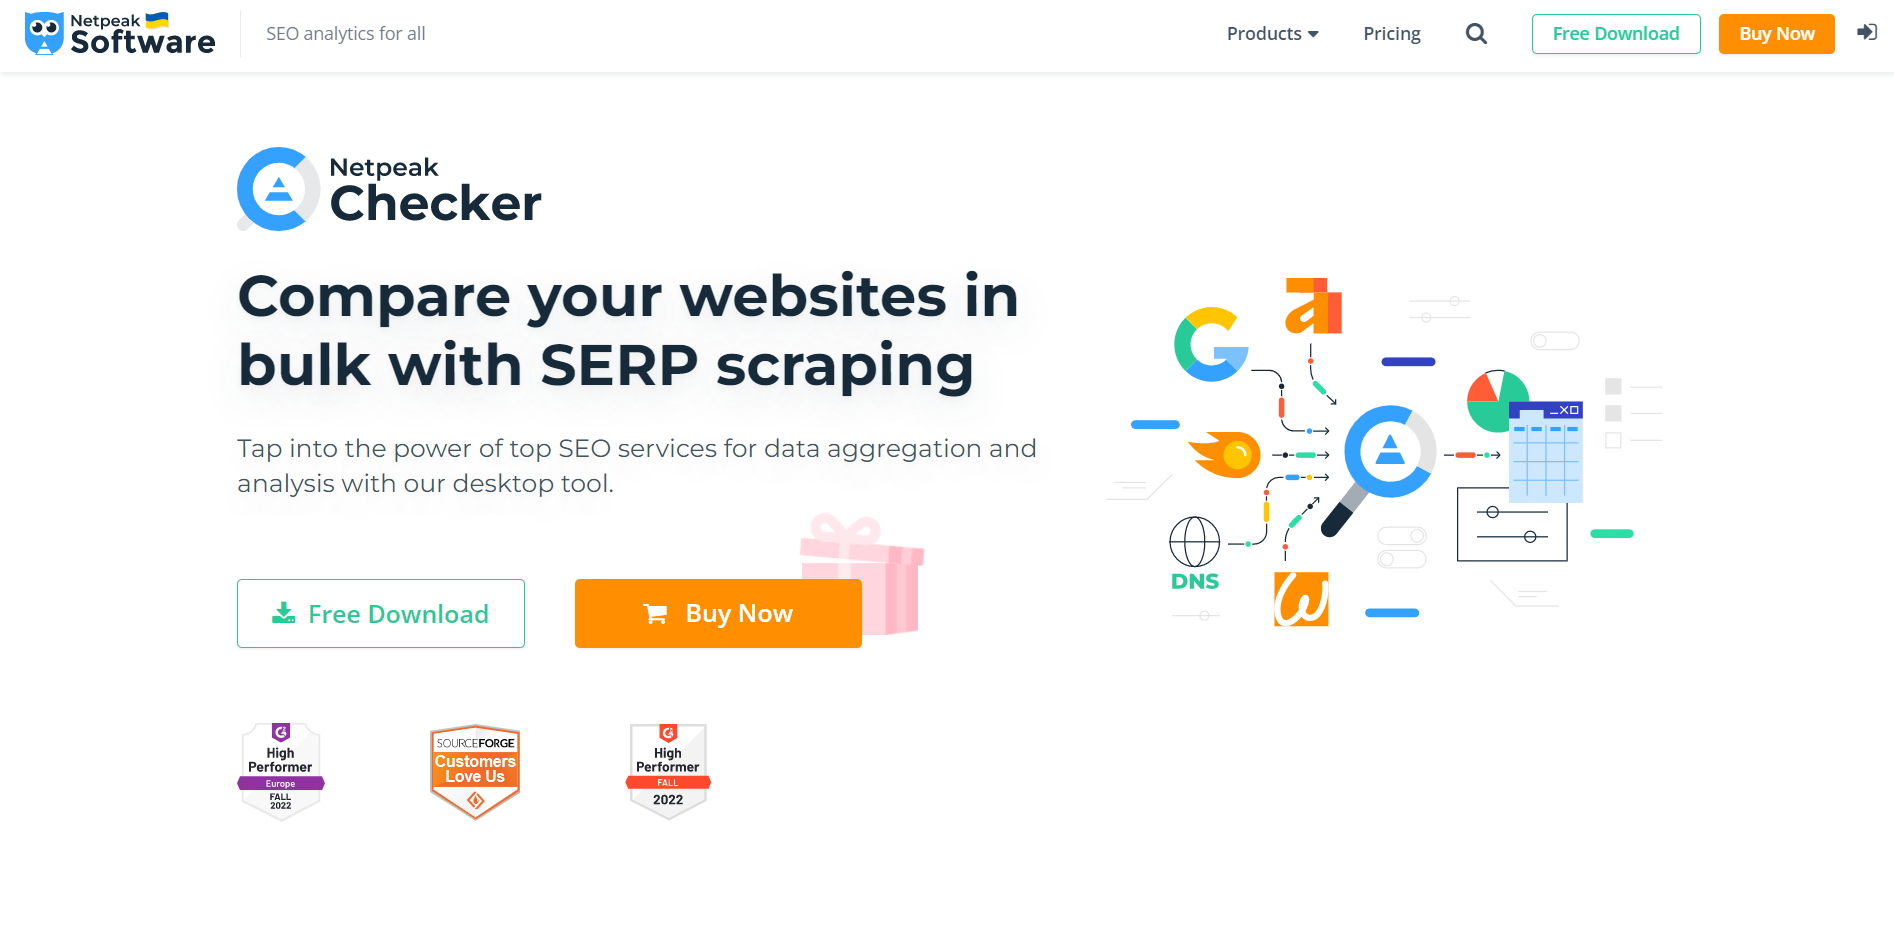 Netpeak
Software
SEO analytics for all
Products
Pricing
Free Download
Buy Now
Netpeak
Checker
Compare your websites in
bulk with SERP scraping
Tap into the power of top SEO services for data aggregation and
analysis with our desktop tool.
Free Download
Buy Now
DNS
High
Performer
Europe
FALL
2022
SOURCEFORGE
Customers
Love Us
High
Performer
FALL
2022